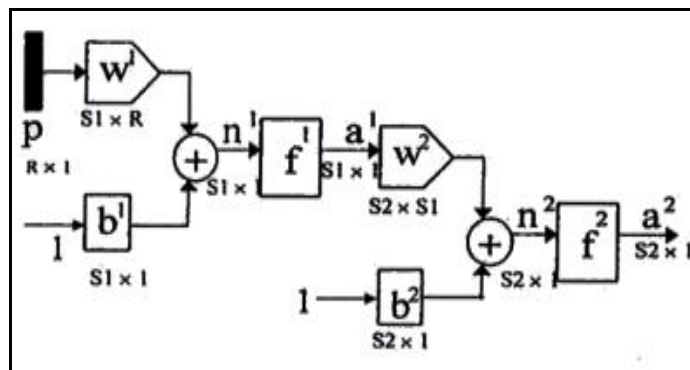 p
R × 1
w¹
S1 × R
1
b¹
S1 × 1
+
n¹
S1 × 1
f¹
a¹
S1 × 1
w²
S2 × S1
1
b²
S2 × 1
+
n²
S2 × 1
f²
a²
S2 × 1